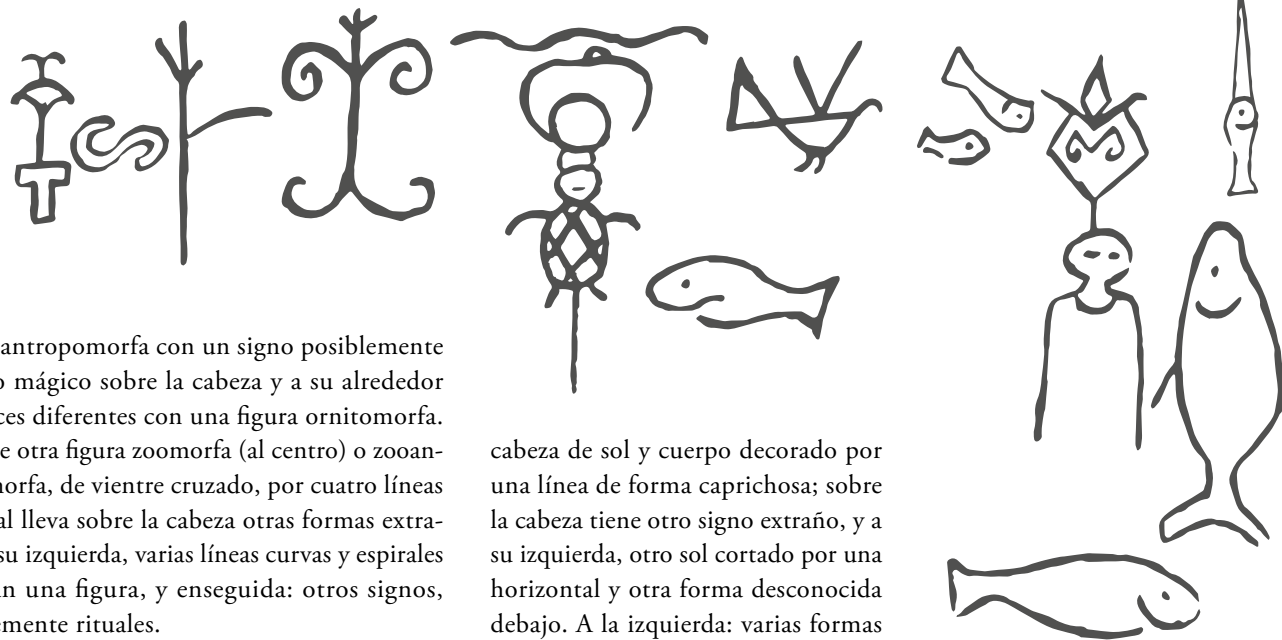 antropomorfa con un signo posiblemente
mágico sobre la cabeza y a su alrededor
diferentes con una figura ornitomorfa.
otra figura zoomorfa (al centro) o zooan-
de vientre cruzado, por cuatro líneas
lleva sobre la cabeza otras formas extra-
su izquierda, varias líneas curvas y espirales
una figura, y enseguida: otros signos,
rituales.
cabeza de sol y cuerpo decorado por
una línea de forma caprichosa; sobre
la cabeza tiene otro signo extraño, y a
su izquierda, otro sol cortado por una
horizontal y otra forma desconocida
debajo. A la izquierda: varias formas